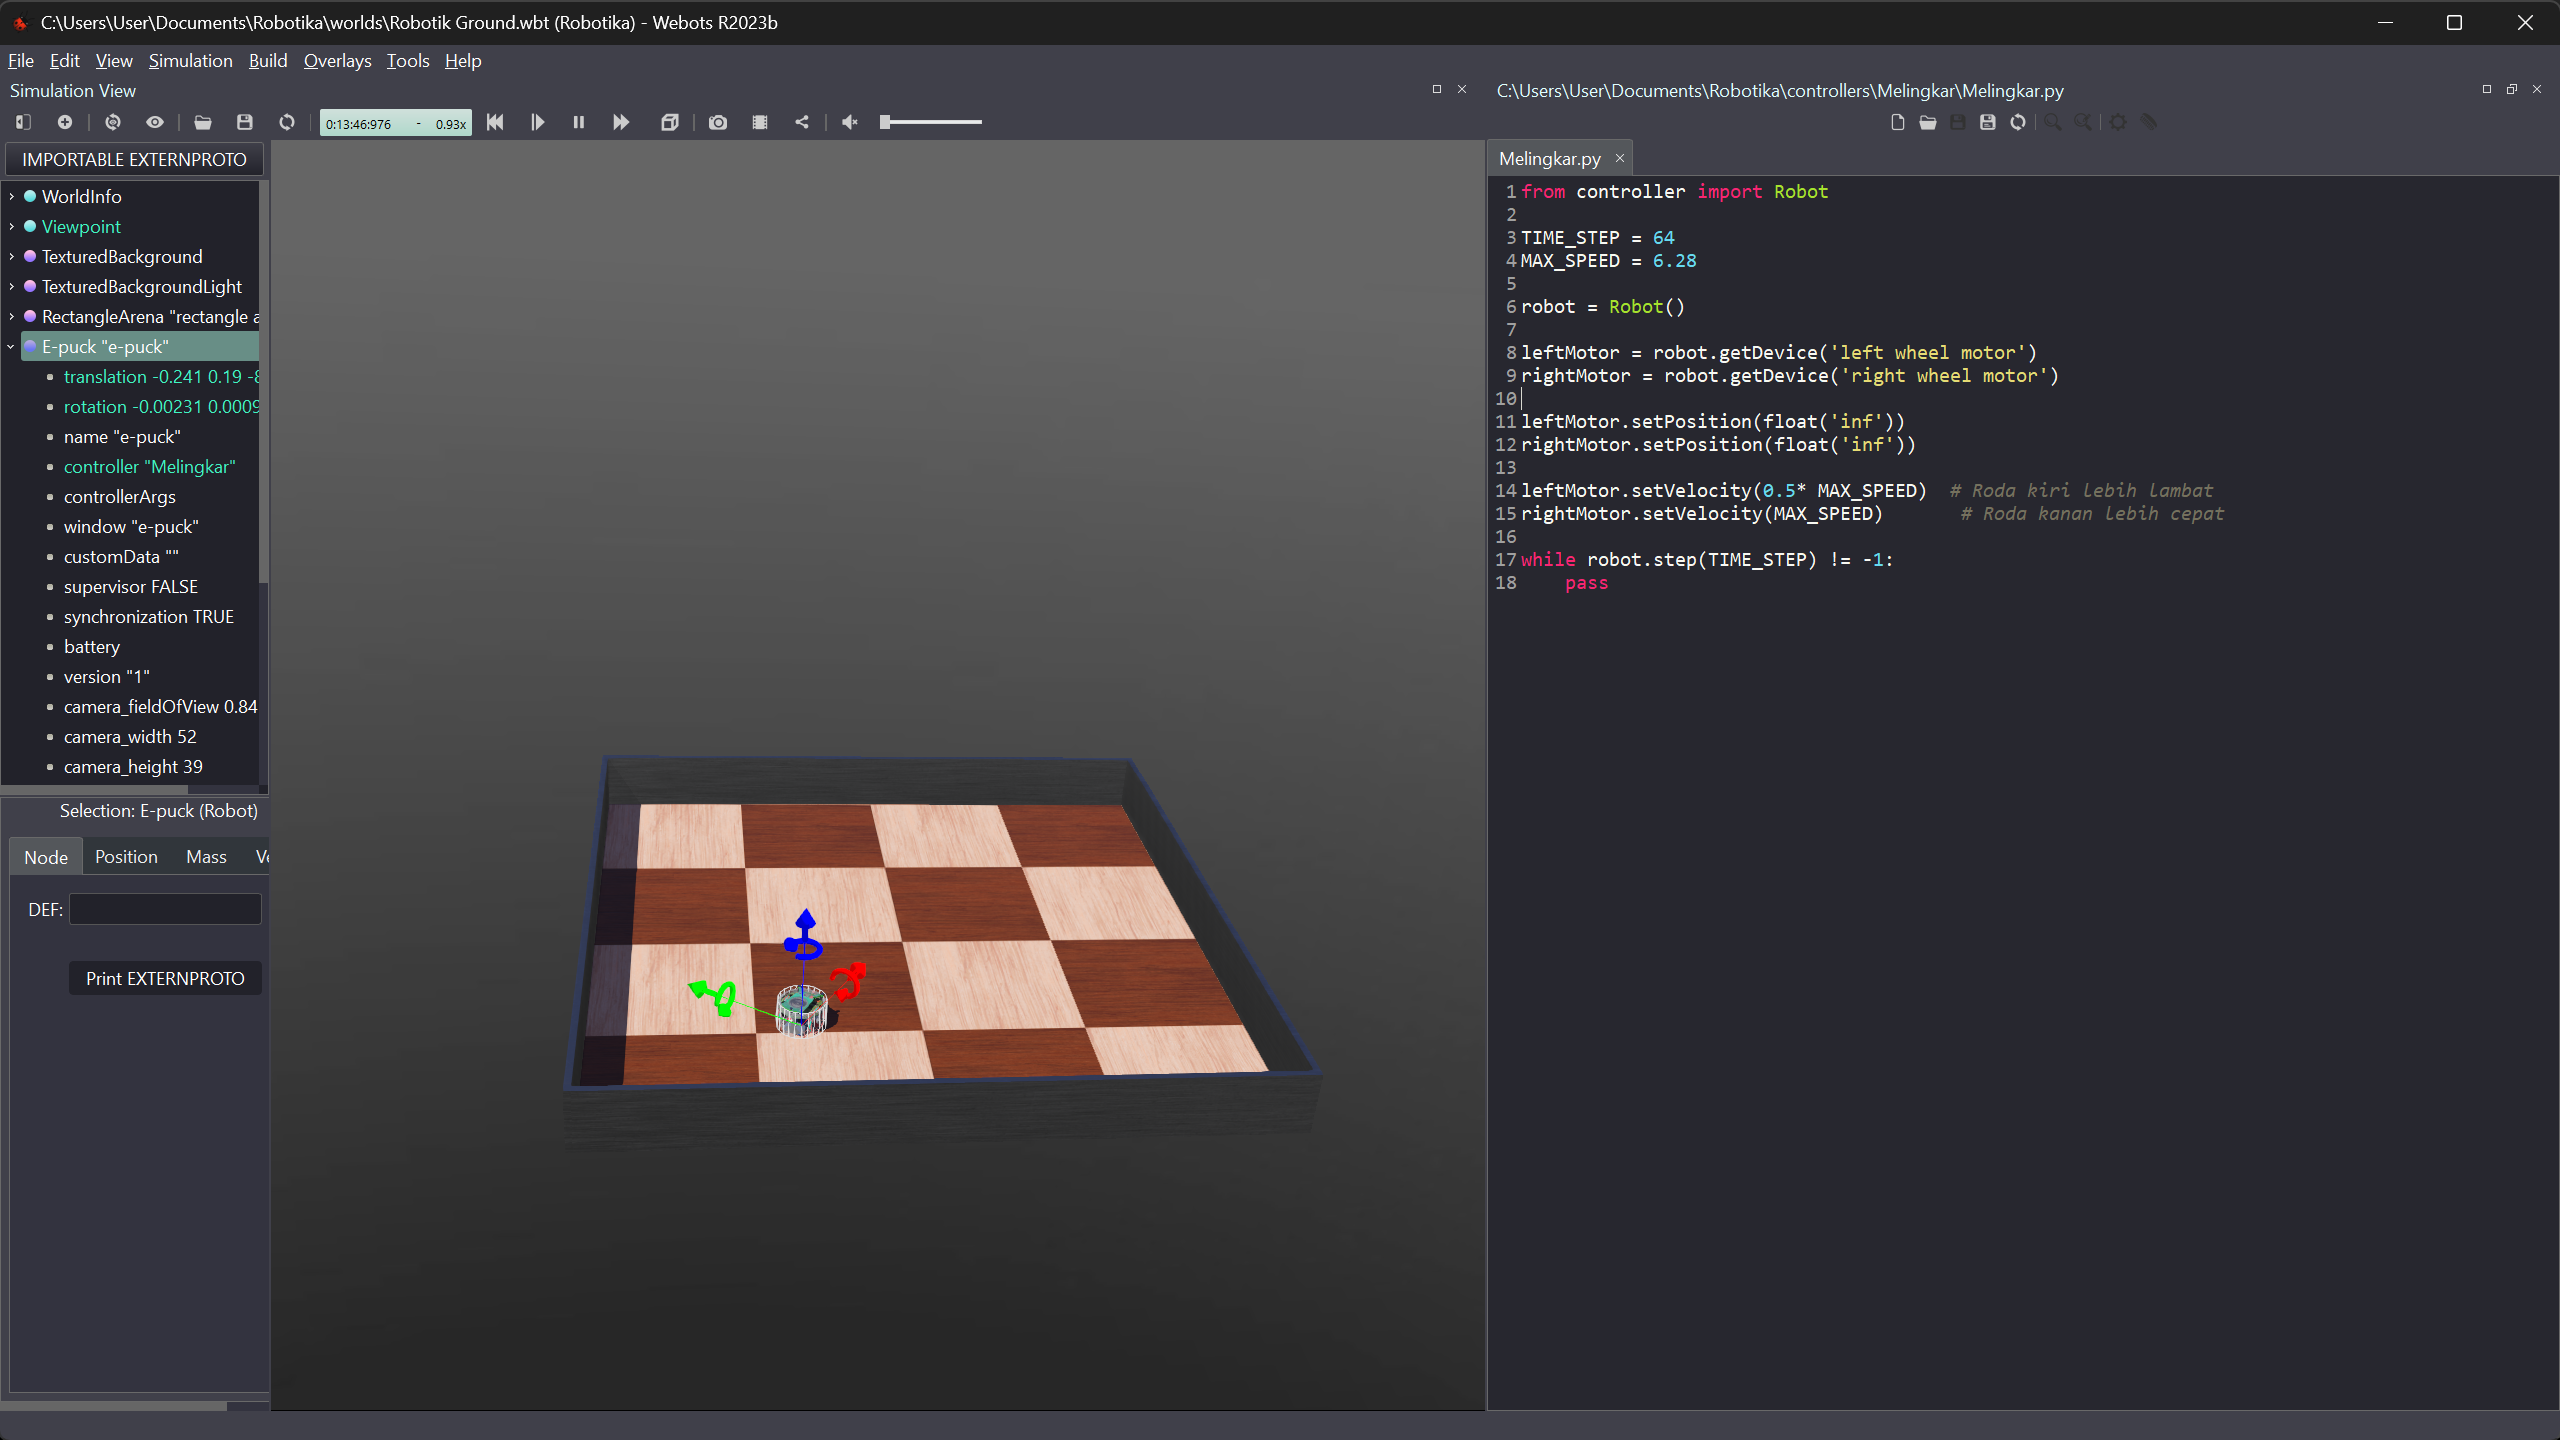 C:\Users\User\Documents\Robotika\worlds\Robotik Ground.wbt (Robotika) - Webots R2023b
File Edit View Simulation Build Overlays Tools Help
Simulation View
0:13:46:976 - 0.93x
IMPORTABLE EXTERNPROTO
WorldInfo
Viewpoint
TexturedBackground
TexturedBackgroundLight
RectangleArena "rectangle a
E-puck "e-puck"
translation -0.241 0.19 -8
rotation -0.00231 0.0009
name "e-puck"
controller "Melingkar"
controllerArgs
window "e-puck"
customData ""
supervisor FALSE
synchronization TRUE
battery
version "1"
camera_fieldOfView 0.84
camera_width 52
camera_height 39
Selection: E-puck (Robot)
Node Position Mass Ve
DEF:
Print EXTERNPROTO
C:\Users\User\Documents\Robotika\controllers\Melingkar\Melingkar.py
Melingkar.py
1 from controller import Robot
2
3 TIME_STEP = 64
4 MAX_SPEED = 6.28
5
6 robot = Robot()
7
8 leftMotor = robot.getDevice('left wheel motor')
9 rightMotor = robot.getDevice('right wheel motor')
10
11 leftMotor.setPosition(float('inf'))
12 rightMotor.setPosition(float('inf'))
13
14 leftMotor.setVelocity(0.5* MAX_SPEED)  # Roda kiri lebih lambat
15 rightMotor.setVelocity(MAX_SPEED)       # Roda kanan lebih cepat
16
17 while robot.step(TIME_STEP) != -1:
18     pass